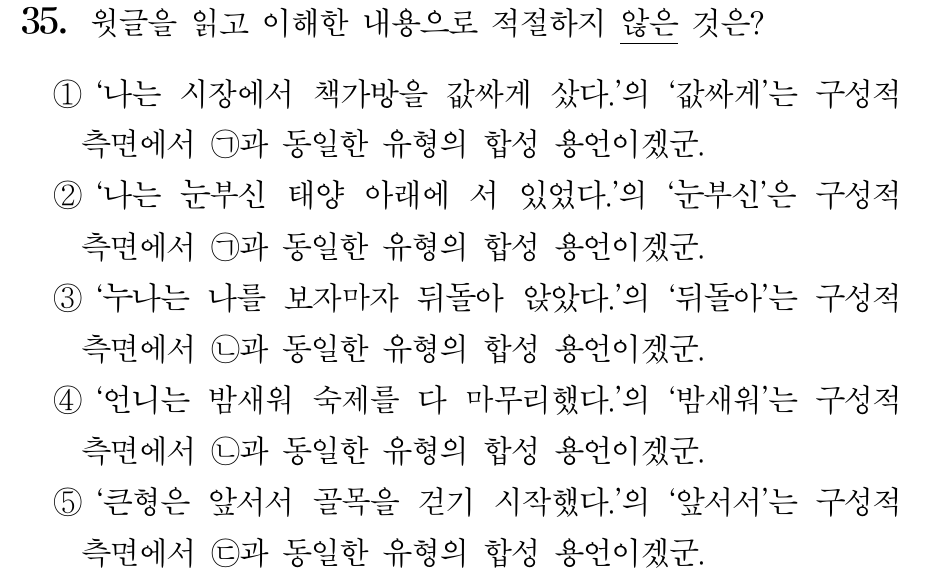 35. 윗글을 읽고 이해한 내용으로 적절하지 않은 것은?
① ‘나는 시장에서 책가방을 값싸게 샀다.’의 ‘값싸게’는 구성적
측면에서 ㉠과 동일한 유형의 합성 용언이겠군.
② ‘나는 눈부신 태양 아래에 서 있었다.’의 ‘눈부신’은 구성적
측면에서 ㉠과 동일한 유형의 합성 용언이겠군.
③ ‘누나는 나를 보자마자 뒤돌아 앉았다.’의 ‘뒤돌아’는 구성적
측면에서 ㉡과 동일한 유형의 합성 용언이겠군.
④ ‘언니는 밤새워 숙제를 다 마무리했다.’의 ‘밤새워’는 구성적
측면에서 ㉡과 동일한 유형의 합성 용언이겠군.
⑤ ‘큰형은 앞서서 골목을 걷기 시작했다.’의 ‘앞서서’는 구성적
측면에서 ㉢과 동일한 유형의 합성 용언이겠군.